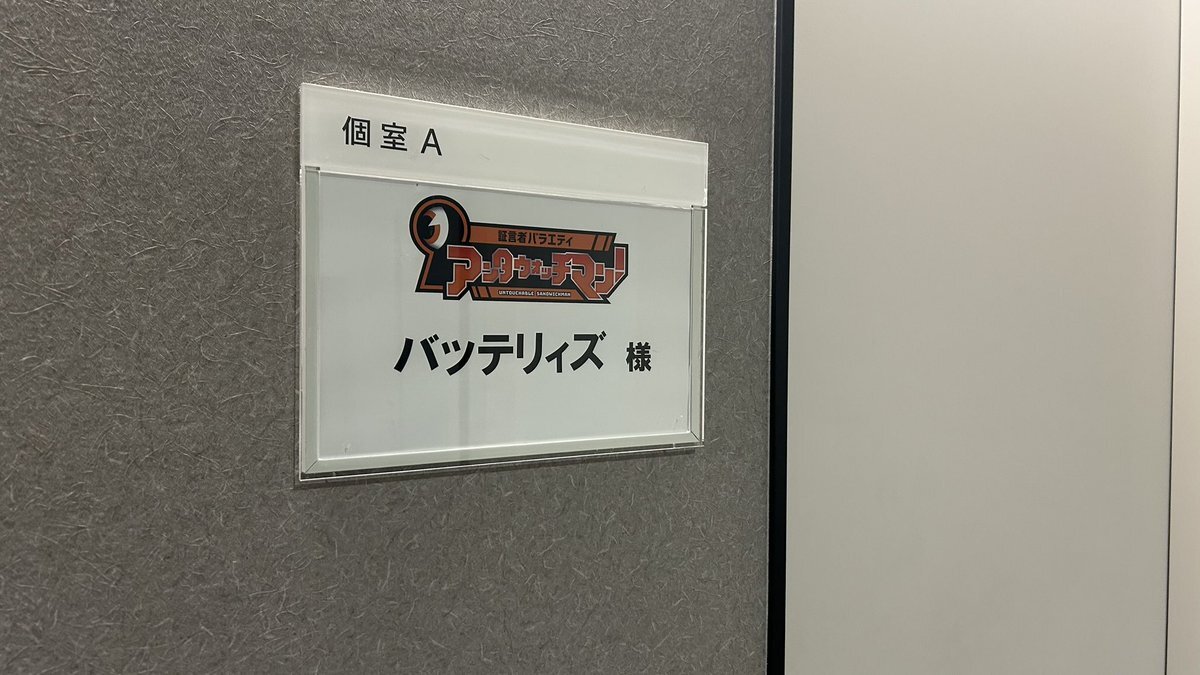 個室 A
証言者バラエティ
アンタウォッチマン!
UNTOUCHABLE SANDWICHMAN
バッテリィズ 様